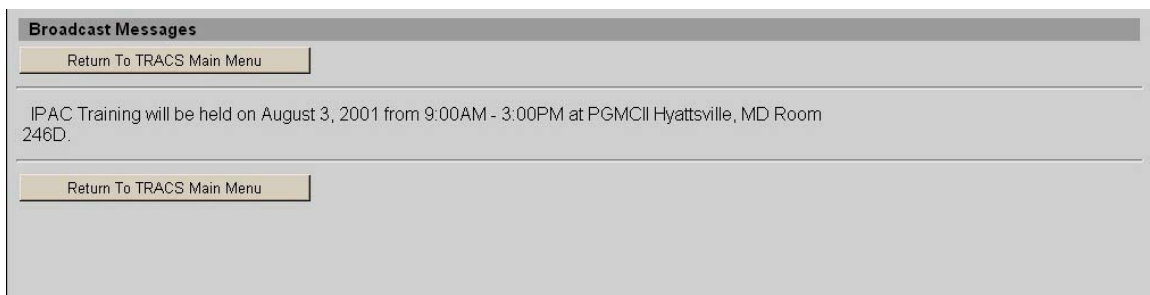 Broadcast Messages
Return To TRACS Main Menu
IPAC Training will be held on August 3, 2001 from 9:00AM - 3:00PM at PGMCII Hyattsville, MD Room
246D.
Return To TRACS Main Menu